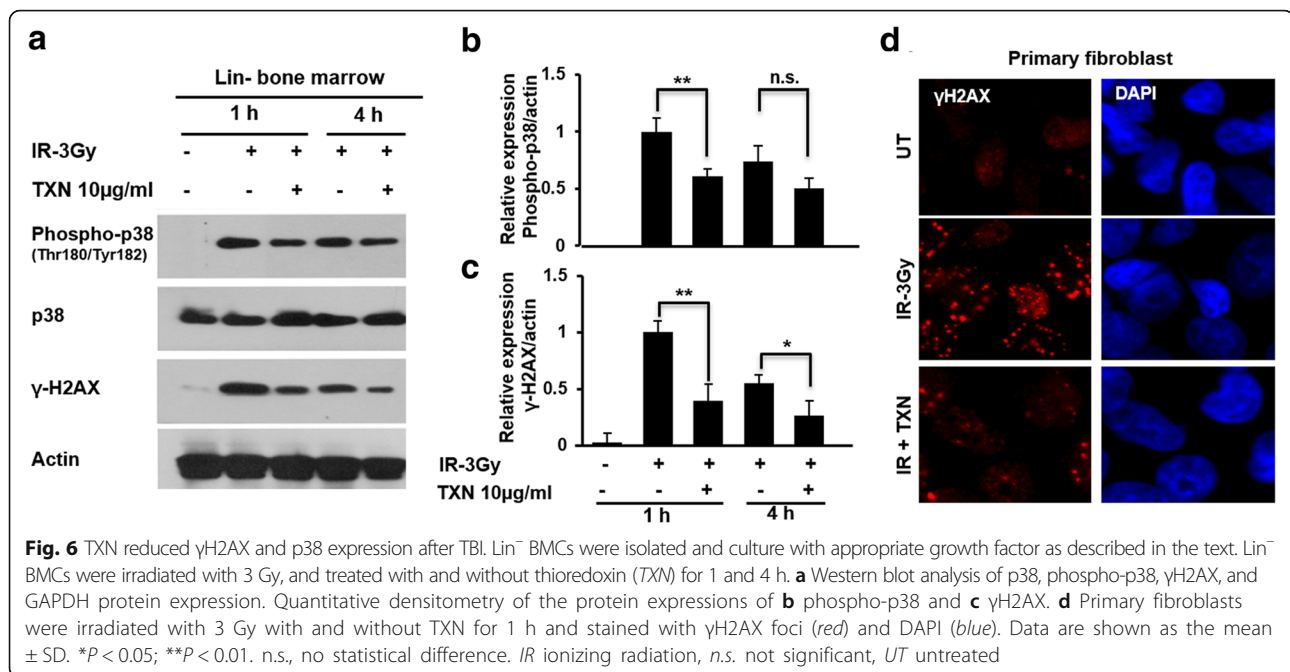 a
Lin- bone marrow
1 h 4 h
IR-3Gy - + + + +
TXN 10µg/ml - - + - +
Phospho-p38
(Thr180/Tyr182)
p38
γ-H2AX
Actin
b
Relative expression
Phospho-p38/actin
1.5
1
0.5
0
**
n.s.
c
Relative expression
γ-H2AX/actin
1.5
1
0.5
0
**
*
IR-3Gy - + + + +
TXN 10µg/ml - - + - +
1 h 4 h
d
Primary fibroblast
γH2AX DAPI
UT
IR-3Gy
IR + TXN
Fig. 6 TXN reduced γH2AX and p38 expression after TBI. Lin⁻ BMCs were isolated and culture with appropriate growth factor as described in the text. Lin⁻
BMCs were irradiated with 3 Gy, and treated with and without thioredoxin (TXN) for 1 and 4 h. a Western blot analysis of p38, phospho-p38, γH2AX, and
GAPDH protein expression. Quantitative densitometry of the protein expressions of b phospho-p38 and c γH2AX. d Primary fibroblasts
were irradiated with 3 Gy with and without TXN for 1 h and stained with γH2AX foci (red) and DAPI (blue). Data are shown as the mean
± SD. *P < 0.05; **P < 0.01. n.s., no statistical difference. IR ionizing radiation, n.s. not significant, UT untreated